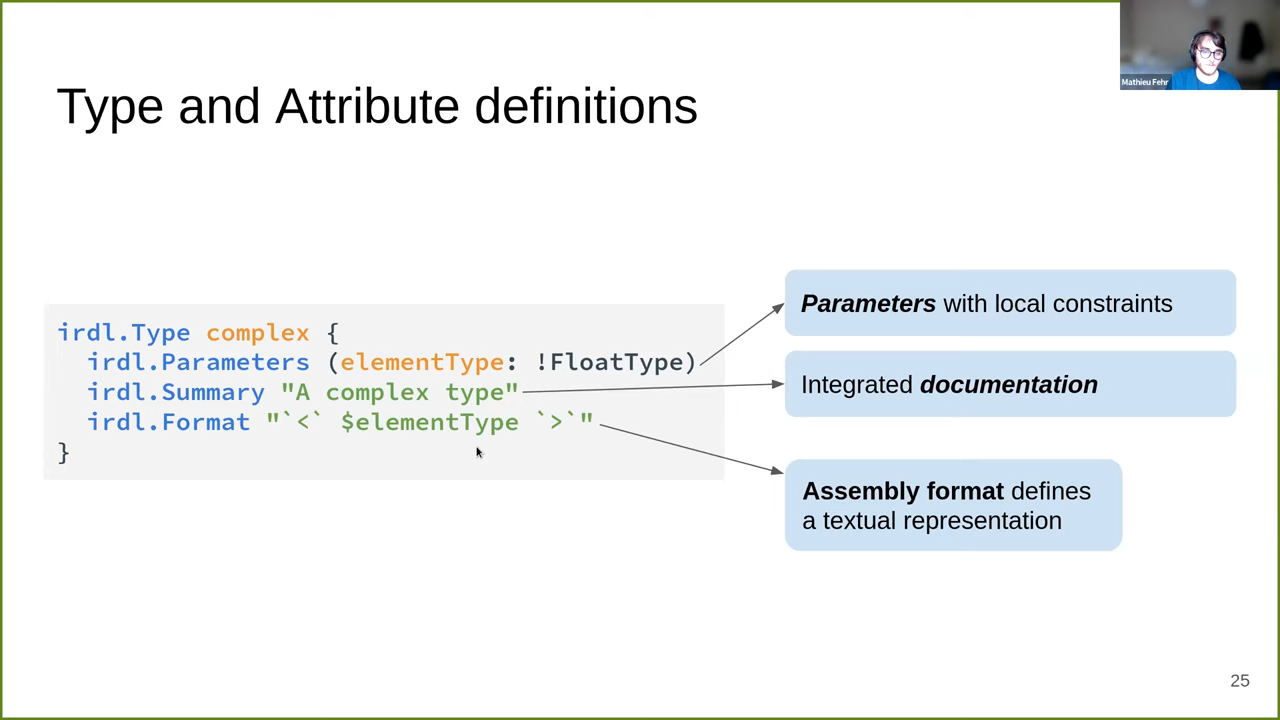 Mathieu Fehr
Type and Attribute definitions
irdl.Type complex {
irdl.Parameters (elementType: !FloatType)
irdl.Summary "A complex type"
irdl.Format "`<` $elementType `>`"
}
Parameters with local constraints
Integrated documentation
Assembly format defines
a textual representation
25